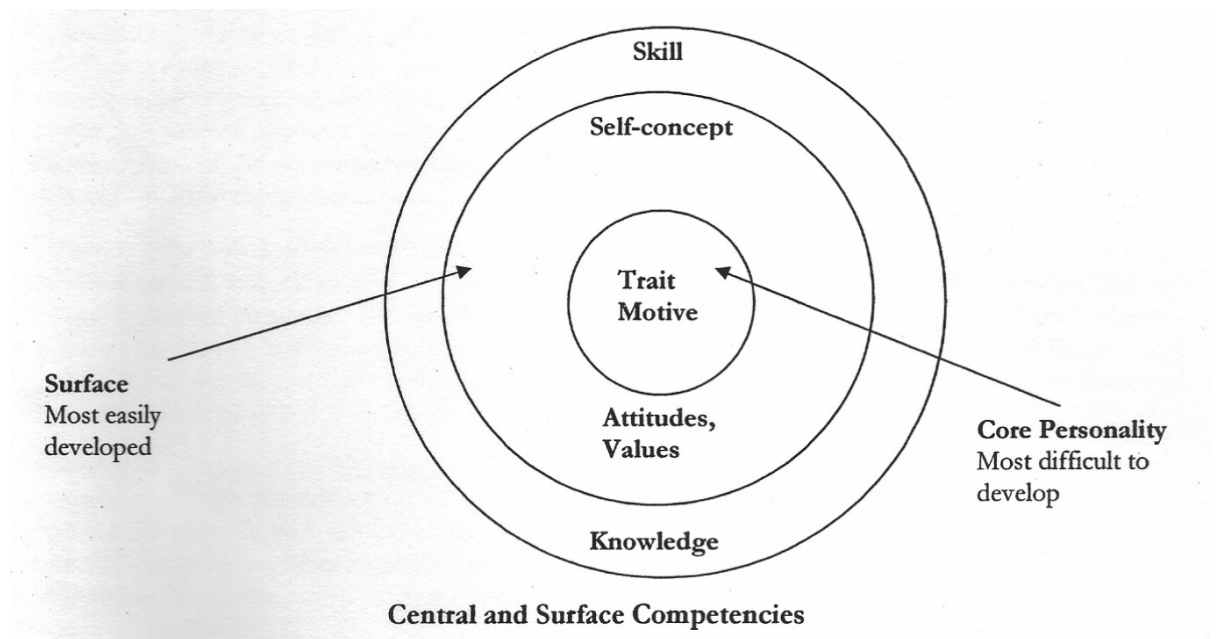 Skill
Self-concept
Trait
Motive
Surface
Most easily
developed
Attitudes,
Values
Core Personality
Most difficult to
develop
Knowledge
Central and Surface Competencies